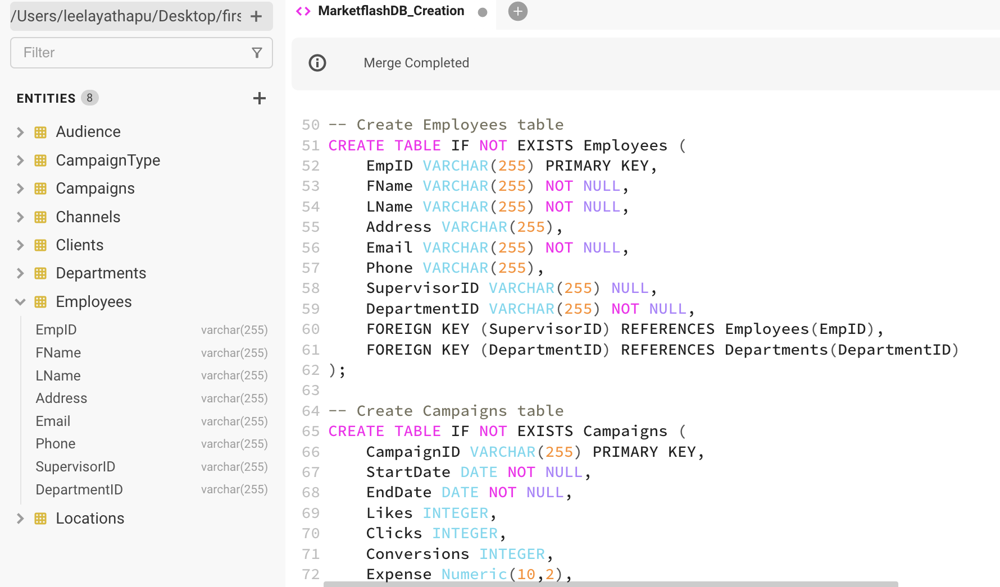 /Users/leelayathapu/Desktop/firs
Filter
ENTITIES 8
Audience
CampaignType
Campaigns
Channels
Clients
Departments
Employees
EmpID varchar(255)
FName varchar(255)
LName varchar(255)
Address varchar(255)
Email varchar(255)
Phone varchar(255)
SupervisorID varchar(255)
DepartmentID varchar(255)
Locations
MarketflashDB_Creation
Merge Completed
50 -- Create Employees table
51 CREATE TABLE IF NOT EXISTS Employees (
52     EmpID VARCHAR(255) PRIMARY KEY,
53     FName VARCHAR(255) NOT NULL,
54     LName VARCHAR(255) NOT NULL,
55     Address VARCHAR(255),
56     Email VARCHAR(255) NOT NULL,
57     Phone VARCHAR(255),
58     SupervisorID VARCHAR(255) NULL,
59     DepartmentID VARCHAR(255) NOT NULL,
60     FOREIGN KEY (SupervisorID) REFERENCES Employees(EmpID),
61     FOREIGN KEY (DepartmentID) REFERENCES Departments(DepartmentID)
62 );
63
64 -- Create Campaigns table
65 CREATE TABLE IF NOT EXISTS Campaigns (
66     CampaignID VARCHAR(255) PRIMARY KEY,
67     StartDate DATE NOT NULL,
68     EndDate DATE NOT NULL,
69     Likes INTEGER,
70     Clicks INTEGER,
71     Conversions INTEGER,
72     Expense Numeric(10,2),